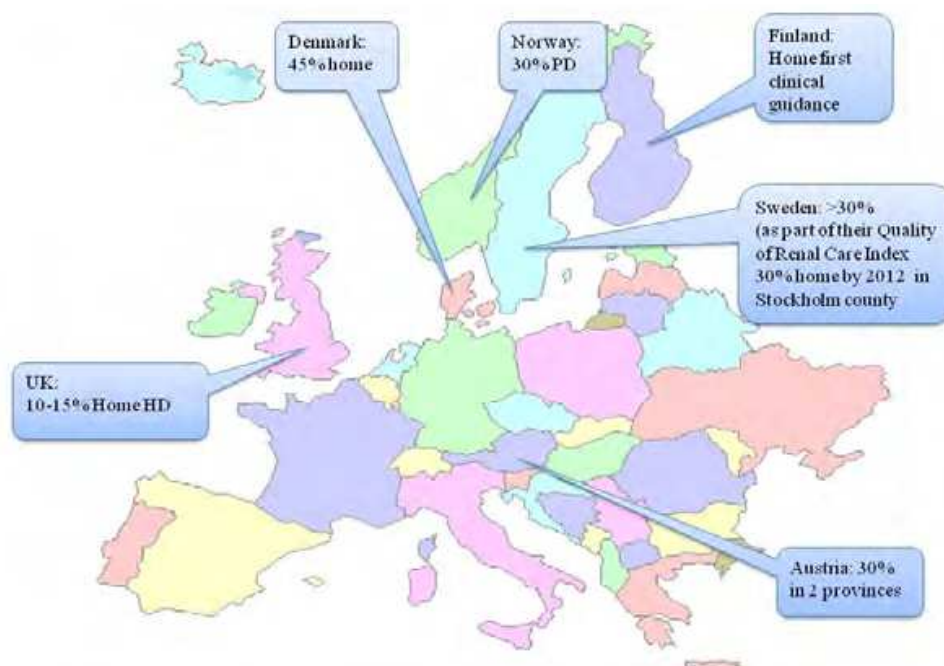 Denmark:
45% home
Norway:
30% PD
Finland:
Home first
clinical
guidance
Sweden: >30%
(as part of their Quality
of Renal Care Index
30% home by 2012 in
Stockholm county
UK:
10-15% Home HD
Austria: 30%
in 2 provinces